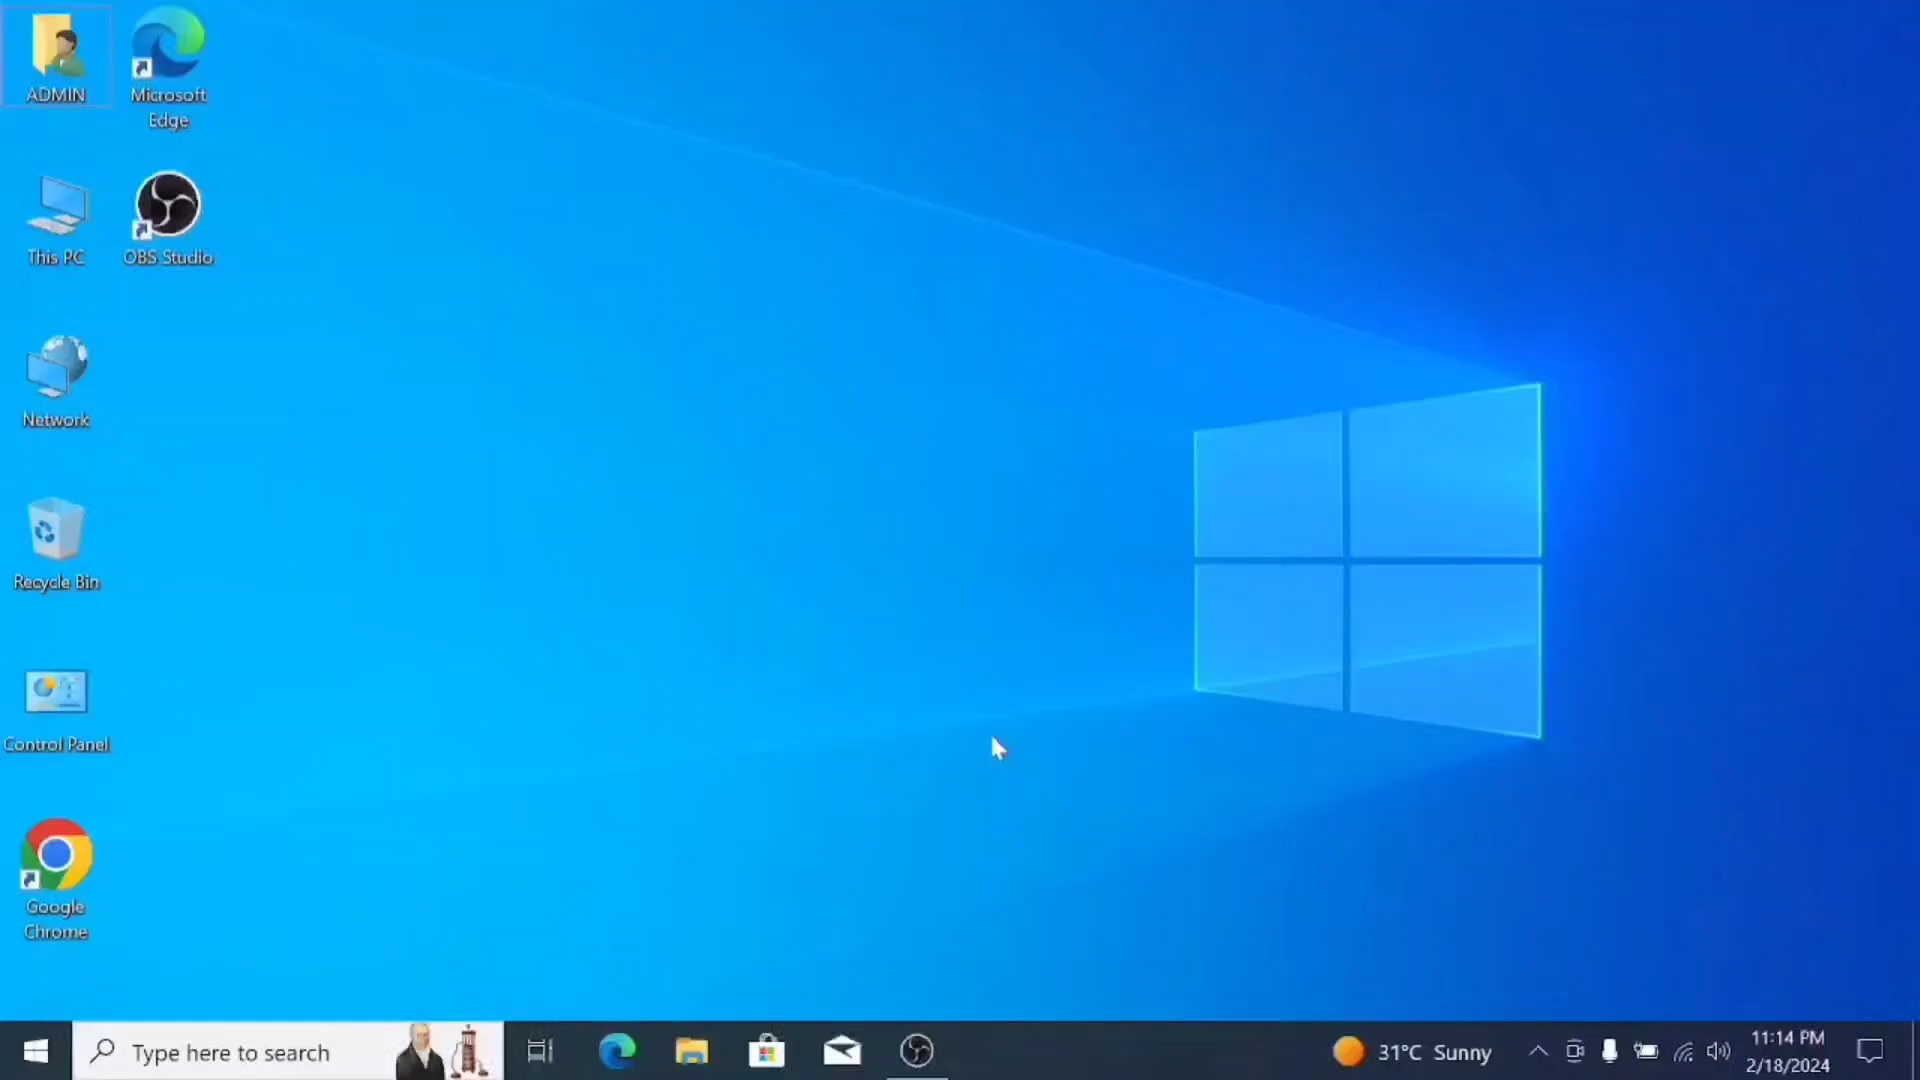 ADMIN
Microsoft
Edge
This PC
OBS Studio
Network
Recycle Bin
Control Panel
Google
Chrome
Type here to search
31°C Sunny
11:14 PM
2/18/2024